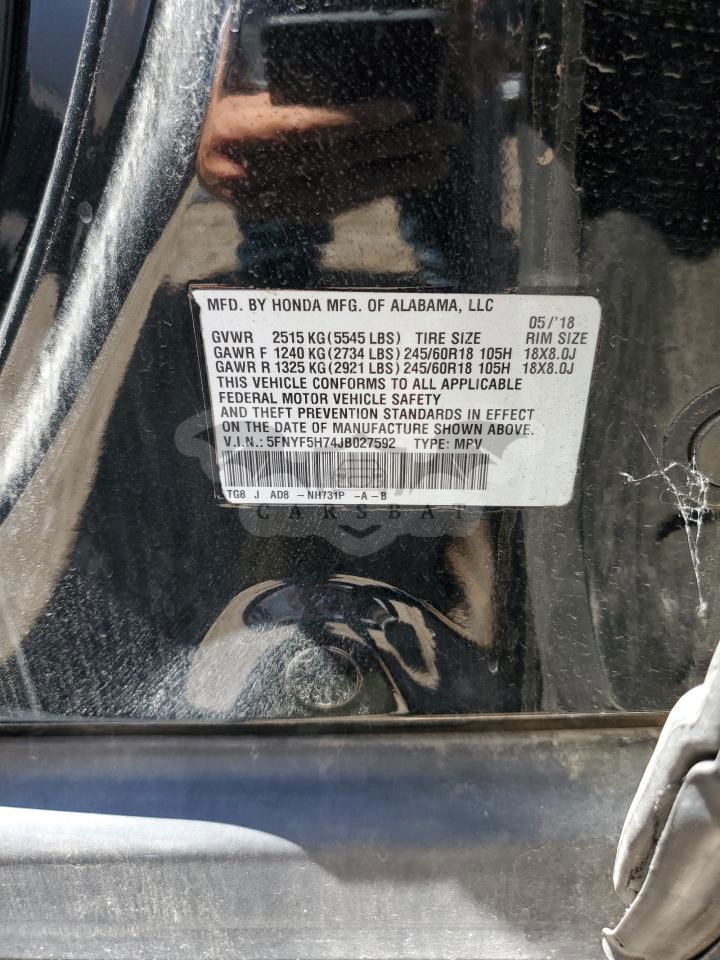 MFD. BY HONDA MFG. OF ALABAMA, LLC
05/'18
GVWR 2515 KG(5545 LBS) TIRE SIZE RIM SIZE
GAWR F 1240 KG(2734 LBS)245/60R18 105H 18X8.0J
GAWR R 1325 KG(2921 LBS)245/60R18 105H 18X8.0J
THIS VEHICLE CONFORMS TO ALL APPLICABLE
FEDERAL MOTOR VEHICLE SAFETY
AND THEFT PREVENTION STANDARDS IN EFFECT
ON THE DATE OF MANUFACTURE SHOWN ABOVE.
V.I.N.:5FNYF5H74JB027592 TYPE: MPV
TG8 J AD8 -NH731P -A-B
CARSBAT